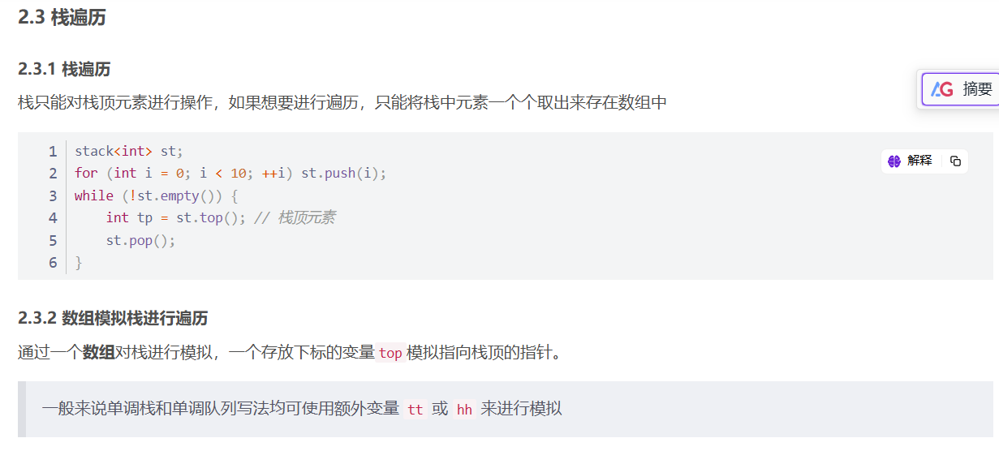 2.3 栈遍历
2.3.1 栈遍历
摘要
栈只能对栈顶元素进行操作，如果想要进行遍历，只能将栈中元素一个个取出来存在数组中
解释
1 stack<int> st;
2 for (int i = 0; i < 10; ++i) st.push(i);
3 while (!st.empty()) {
4     int tp = st.top(); // 栈顶元素
5     st.pop();
6 }
2.3.2 数组模拟栈进行遍历
通过一个数组对栈进行模拟，一个存放下标的变量 top 模拟指向栈顶的指针。
一般来说单调栈和单调队列写法均可使用额外变量 tt 或 hh 来进行模拟